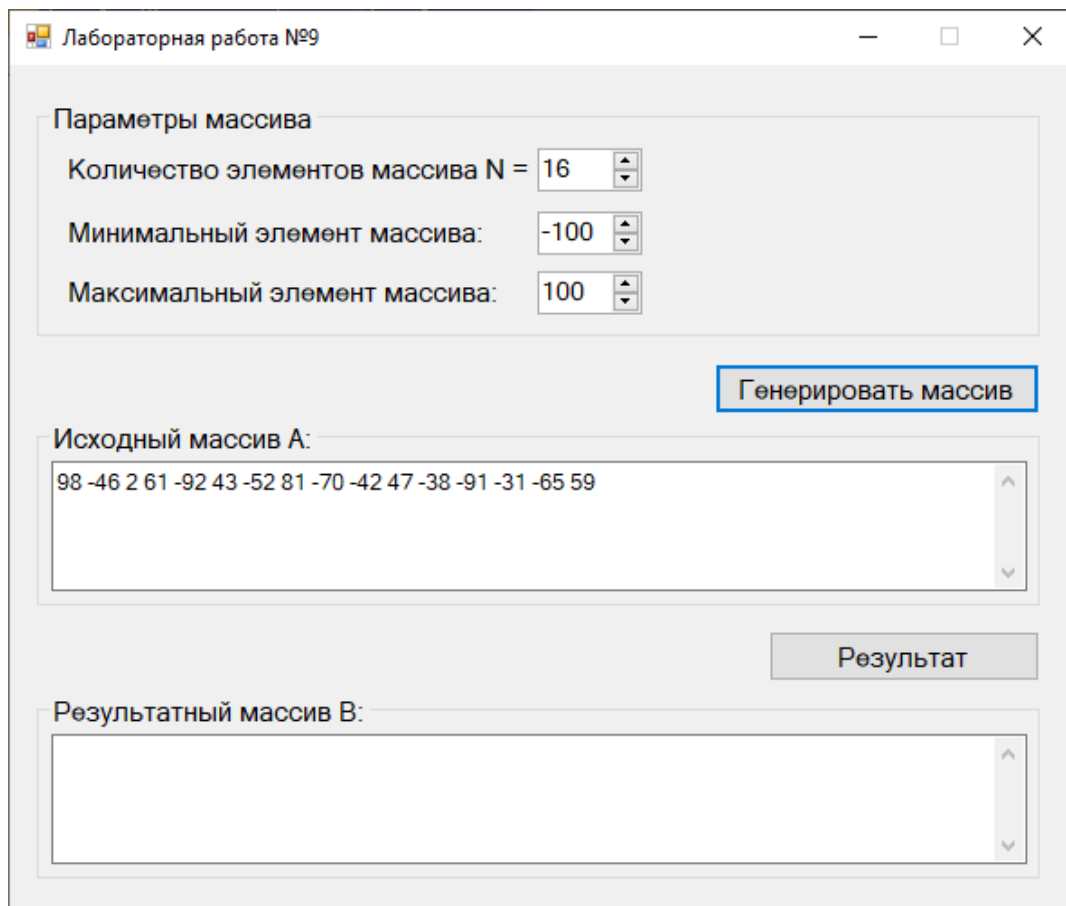 Лабораторная работа №9
Параметры массива
Количество элементов массива N = 16
Минимальный элемент массива: -100
Максимальный элемент массива: 100
Генерировать массив
Исходный массив A:
98 -46 2 61 -92 43 -52 81 -70 -42 47 -38 -91 -31 -65 59
Результат
Результатный массив B: